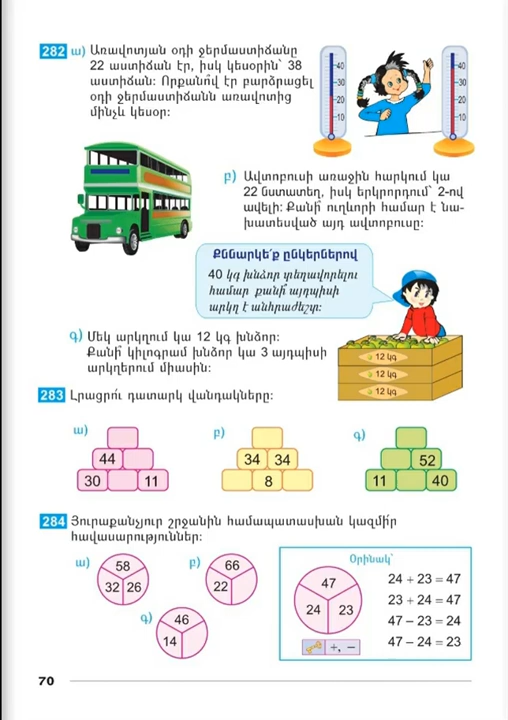 282 ա) Առավոտյան օդի ջերմաստիճանը
22 աստիճան էր, իսկ կեսօրին՝ 38
աստիճան: Որքանո՞վ էր բարձրացել
օդի ջերմաստիճանն առավոտից
մինչև կեսօր:
40
30
20
10
40
30
20
10
բ) Ավտոբուսի առաջին հարկում կա
22 նստատեղ, իսկ երկրորդում՝ 2-ով
ավելի: Քանի՞ ուղևորի համար է նա-
խատեսված այդ ավտոբուսը:
Քննարկե՛ք ընկերներով
40 կգ խնձոր տեղավորելու
համար քանի՞ այդպիսի
արկղ է անհրաժեշտ:
գ) Մեկ արկղում կա 12 կգ խնձոր:
Քանի՞ կիլոգրամ խնձոր կա 3 այդպիսի
արկղերում միասին:
12 կգ
12 կգ
12 կգ
283 Լրացրո՛ւ դատարկ վանդակները:
ա)
44
30 11
բ)
34 34
8
գ)
52
11 40
284 Յուրաքանչյուր շրջանին համապատասխան կազմի՛ր
հավասարություններ:
ա)
58
32 26
բ)
66
22
գ)
46
14
Օրինակ՝
47
24 23
+, −
24 + 23 = 47
23 + 24 = 47
47 − 23 = 24
47 − 24 = 23
70